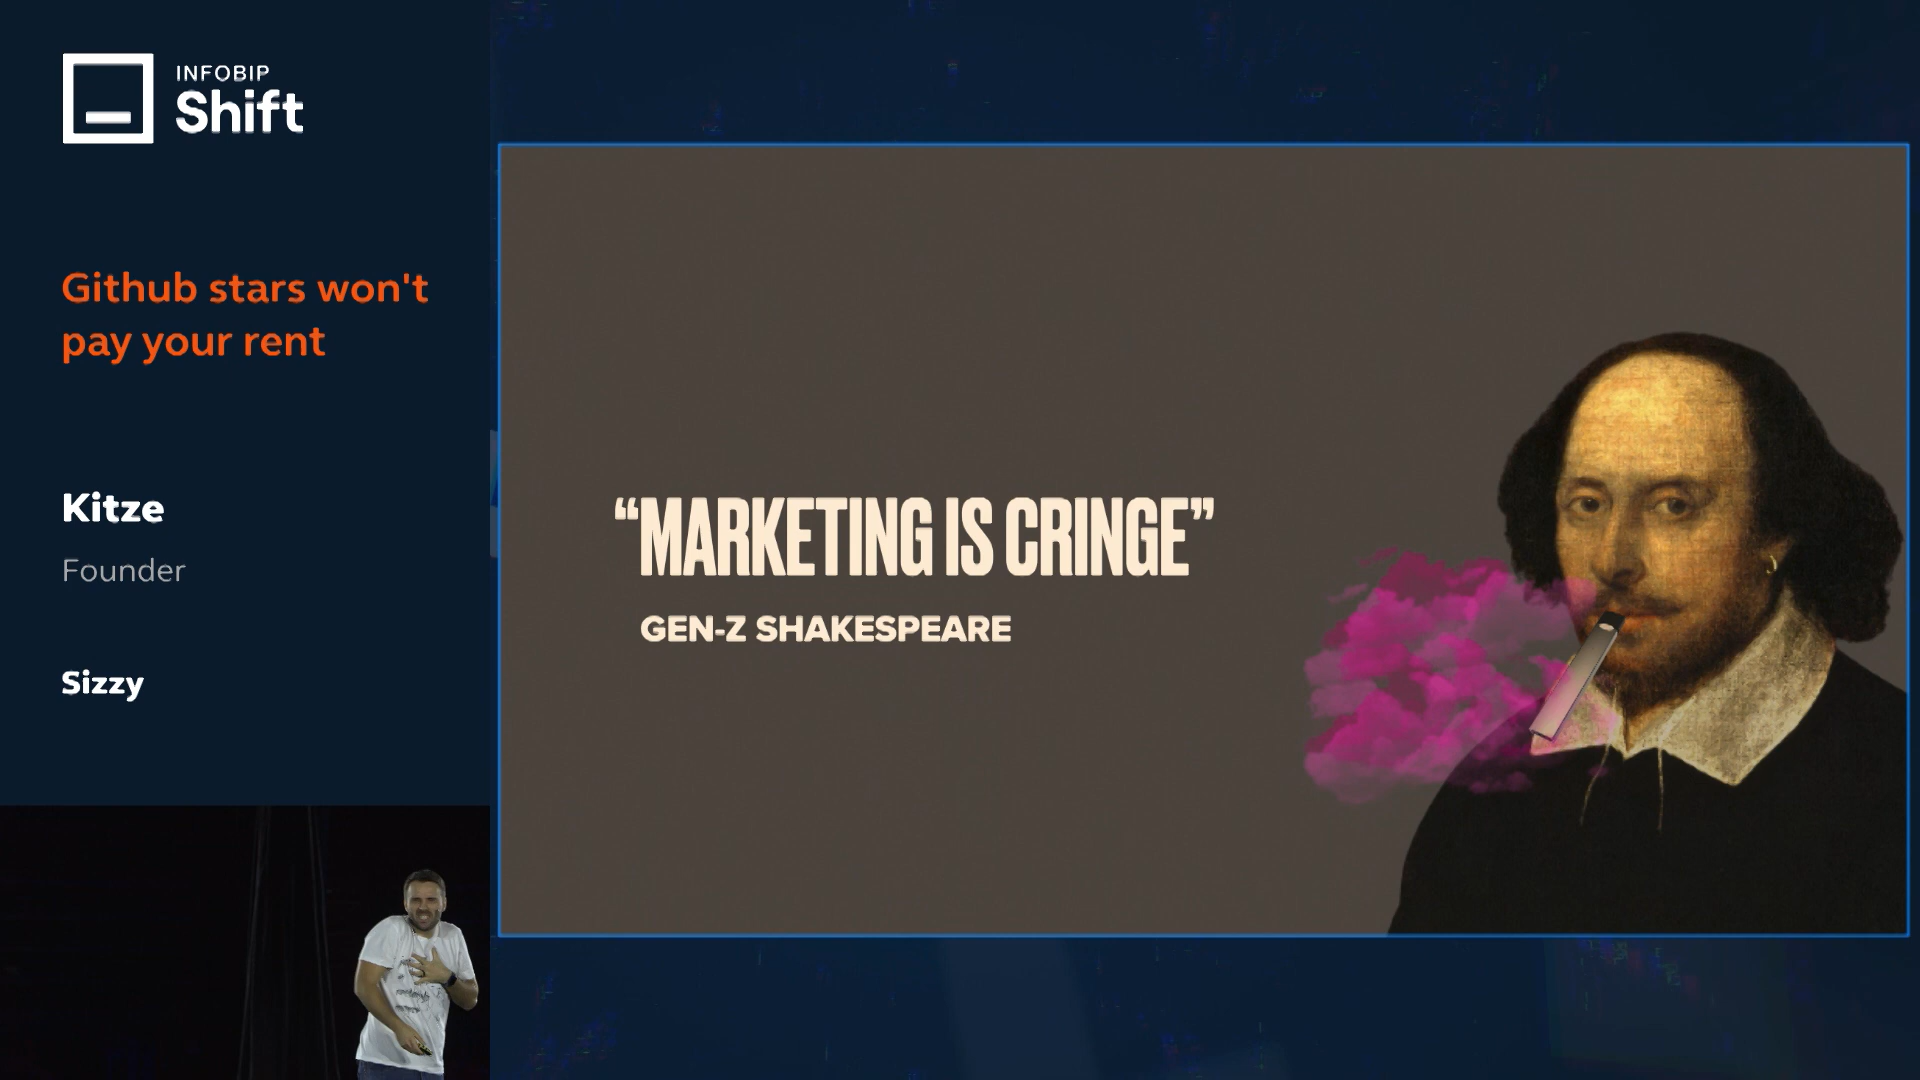 INFOBIP
Shift
Github stars won't
pay your rent
Kitze
Founder
Sizzy
“MARKETING IS CRINGE”
GEN-Z SHAKESPEARE